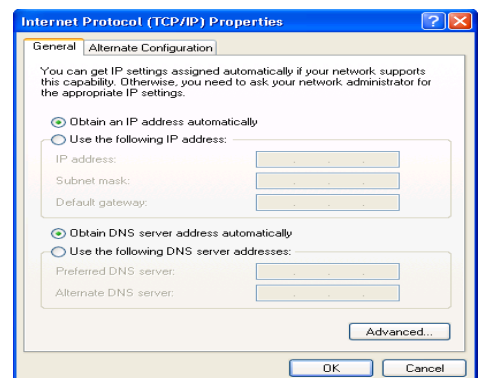 Internet Protocol (TCP/IP) Properties
General
Alternate Configuration
You can get IP settings assigned automatically if your network supports
this capability. Otherwise, you need to ask your network administrator for
the appropriate IP settings.
Obtain an IP address automatically
Use the following IP address:
IP address:
Subnet mask:
Default gateway:
Obtain DNS server address automatically
Use the following DNS server addresses:
Preferred DNS server:
Alternate DNS server:
Advanced...
OK
Cancel